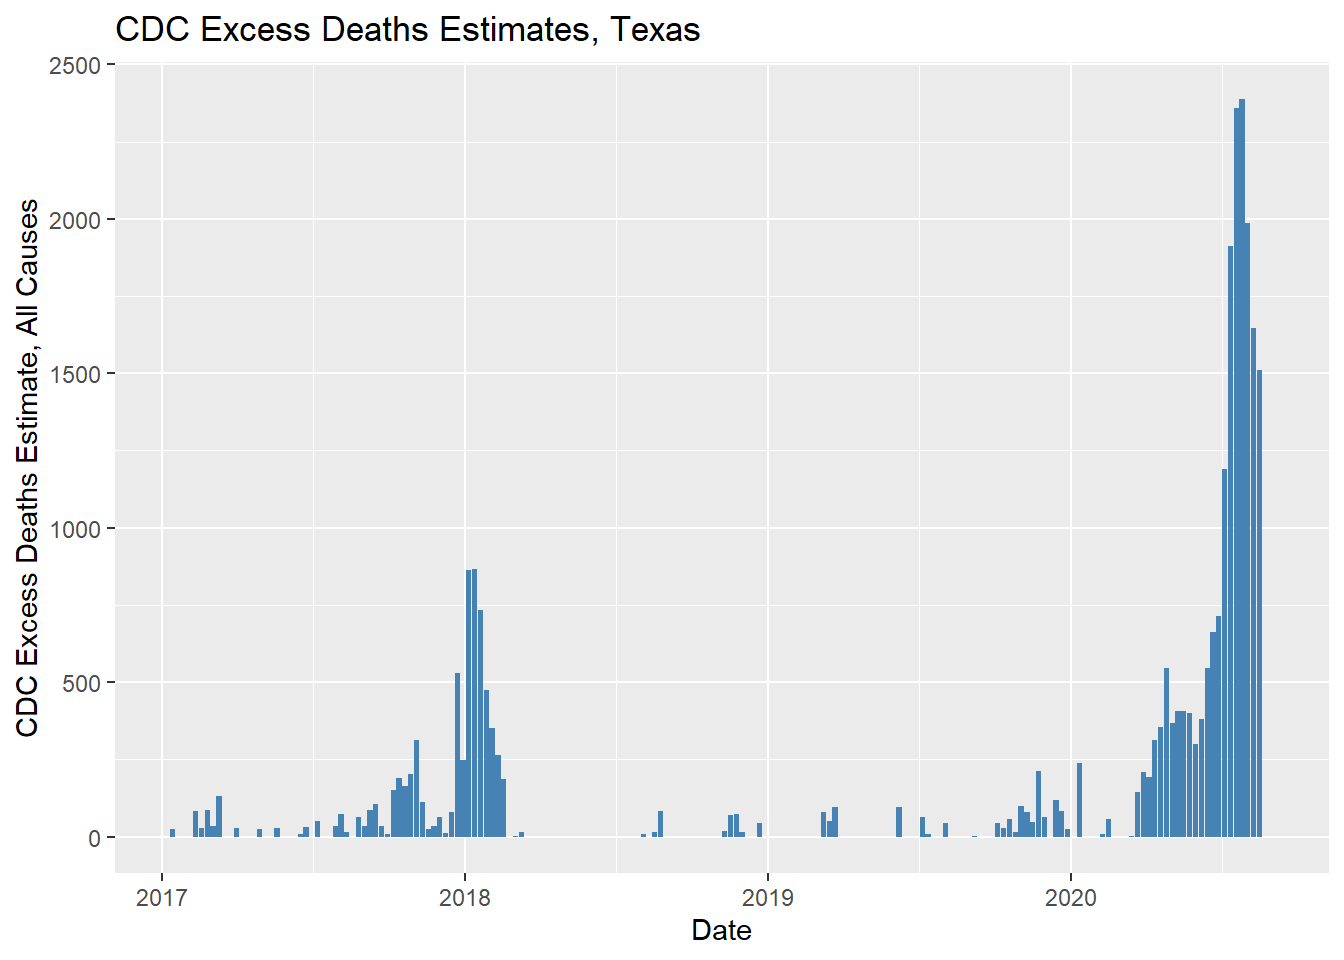 CDC Excess Deaths Estimates, Texas
CDC Excess Deaths Estimate, All Causes
2500
2000
1500
1000
500
0
2017 2018 2019 2020
Date